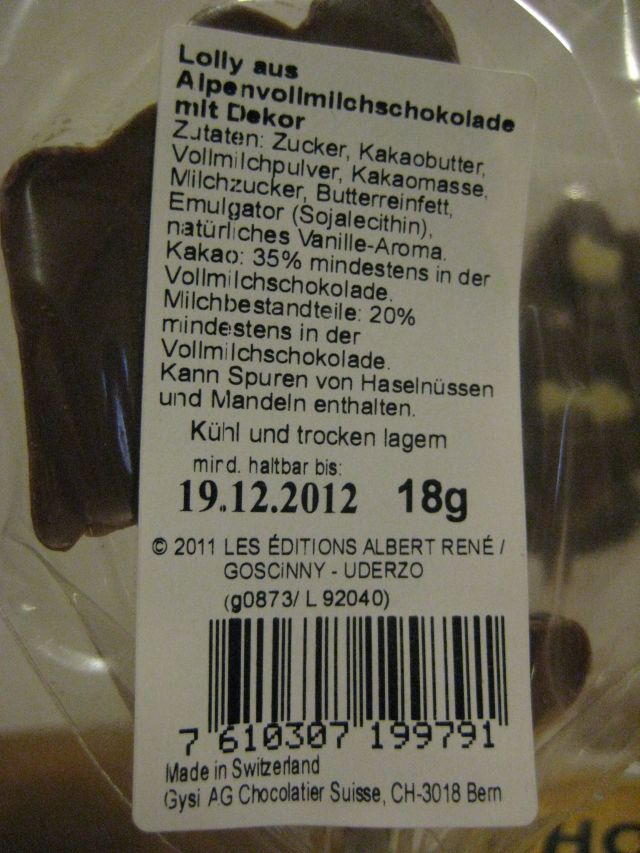 Lolly aus
Alpenvollmilchschokolade
mit Dekor
Zutaten: Zucker, Kakaobutter,
Vollmilchpulver, Kakaomasse,
Milchzucker, Butterreinfett,
Emulgator (Sojalecithin),
natürliches Vanille-Aroma.
Kakao: 35% mindestens in der
Vollmilchschokolade.
Milchbestandteile: 20%
mindestens in der
Vollmilchschokolade.
Kann Spuren von Haselnüssen
und Mandeln enthalten.
Kühl und trocken lagern
mind. haltbar bis:
19.12.2012 18g
© 2011 LES ÉDITIONS ALBERT RENÉ /
GOSCiNNY - UDERZO
(g0873/ L 92040)
7 610307 199791
Made in Switzerland
Gysi AG Chocolatier Suisse, CH-3018 Bern